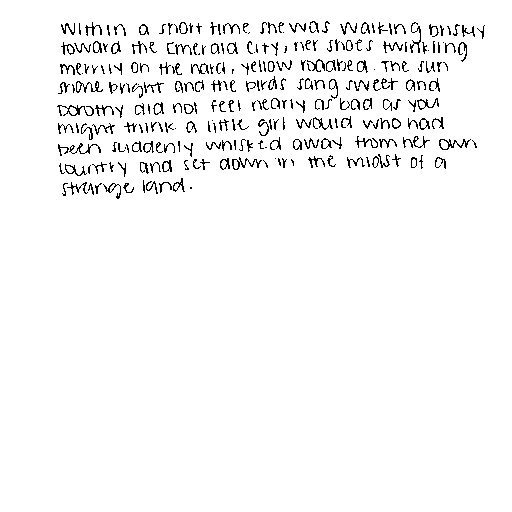 Within a short time she was walking briskly
toward the Emerald City, her shoes twinkling
merrily on the hard, yellow roadbed. The sun
shone bright and the birds sang sweet and
Dorothy did not feel nearly as bad as you
might think a little girl would who had
been suddenly whisked away from her own
country and set down in the midst of a
strange land.